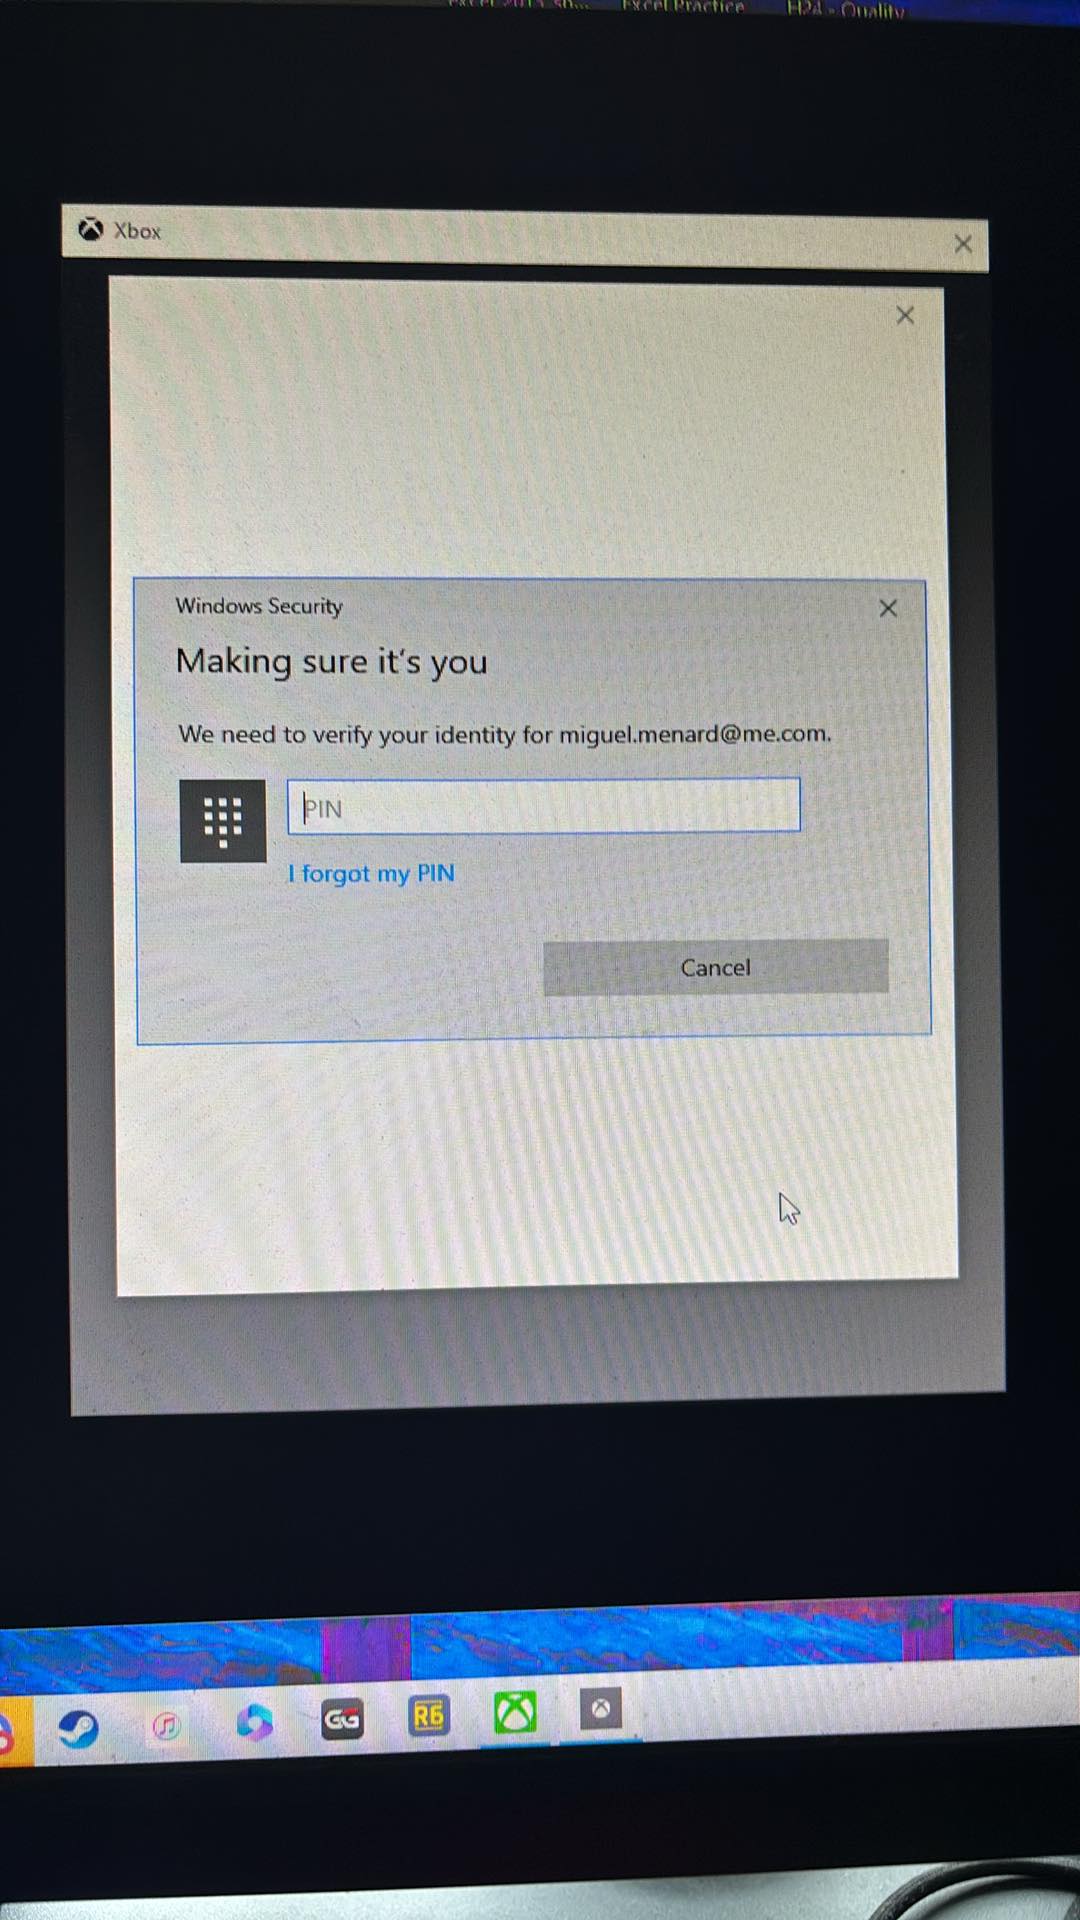 Excel Practice
H24 - Quality
Xbox
Windows Security
Making sure it's you
We need to verify your identity for miguel.menard@me.com.
PIN
I forgot my PIN
Cancel
GG
R6